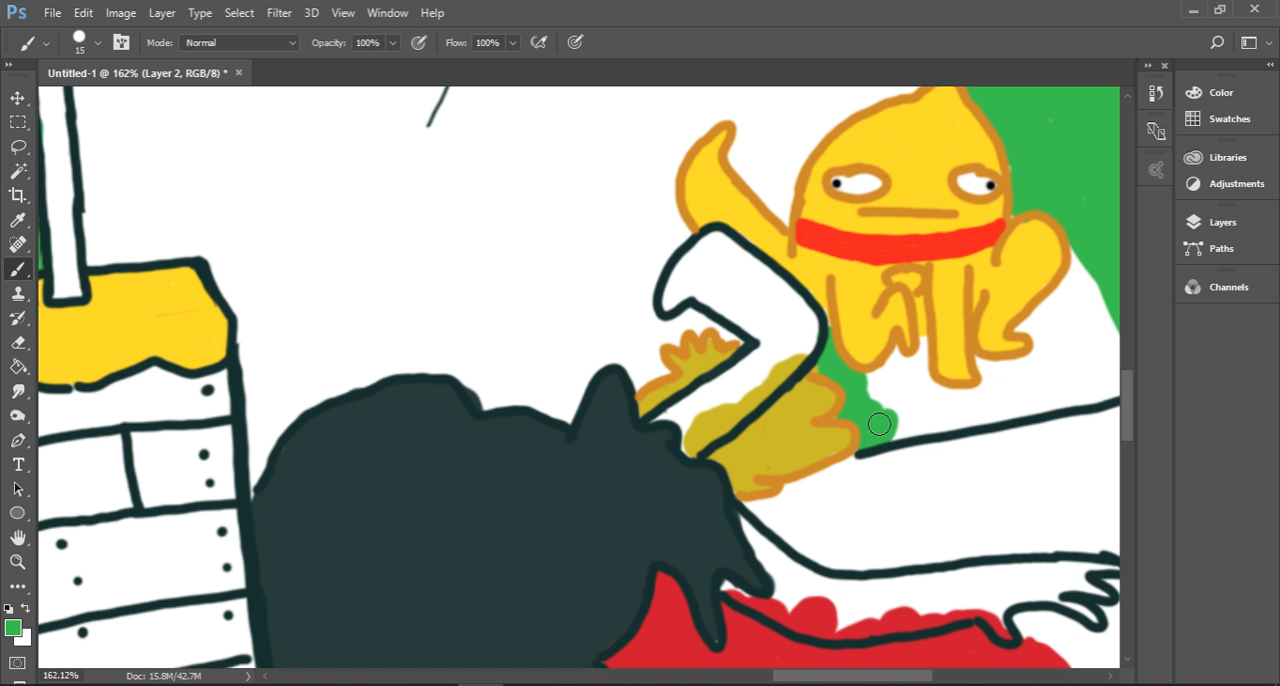 Ps File Edit Image Layer Type Select Filter 3D View Window Help
15 Mode: Normal Opacity: 100% Flow: 100%
Untitled-1 @ 162% (Layer 2, RGB/8) *
Color
Swatches
Libraries
Adjustments
Layers
Paths
Channels
162.12% Doc: 15.8M/42.7M